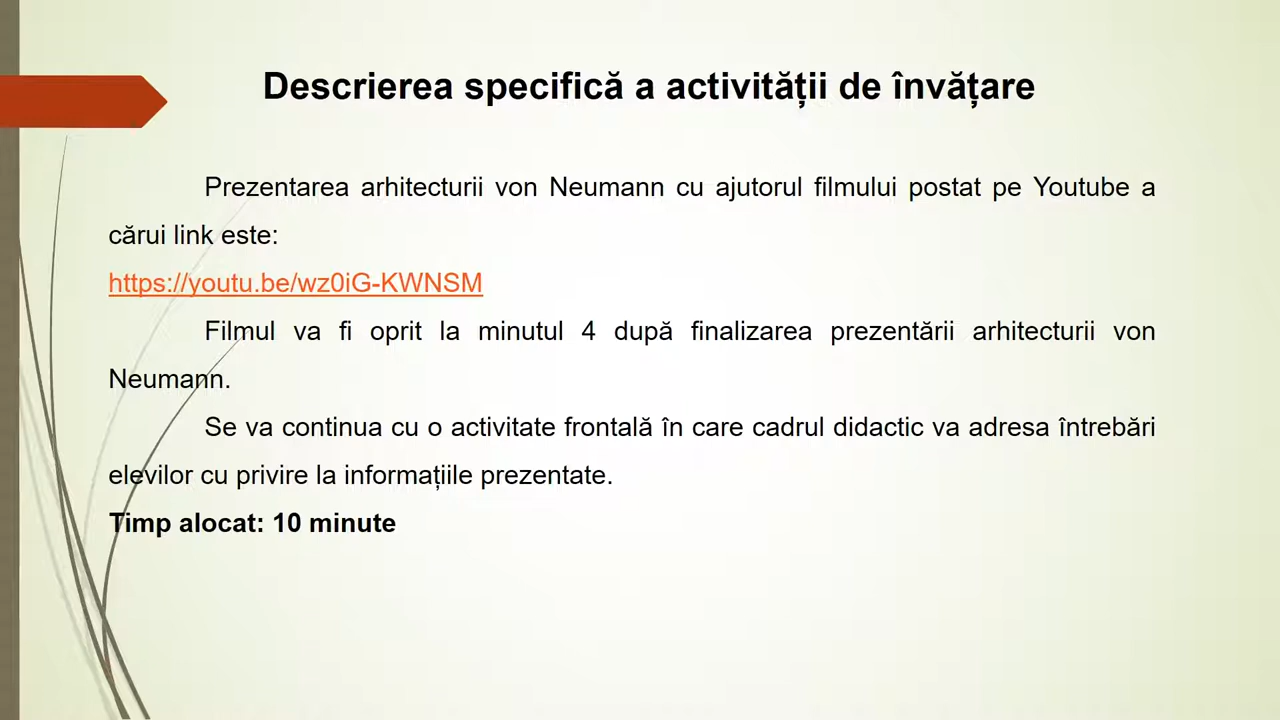 Descrierea specifică a activității de învățare
Prezentarea arhitecturii von Neumann cu ajutorul filmului postat pe Youtube a
cărui link este:
https://youtu.be/wz0iG-KWNSM
Filmul va fi oprit la minutul 4 după finalizarea prezentării arhitecturii von
Neumann.
Se va continua cu o activitate frontală în care cadrul didactic va adresa întrebări
elevilor cu privire la informațiile prezentate.
Timp alocat: 10 minute